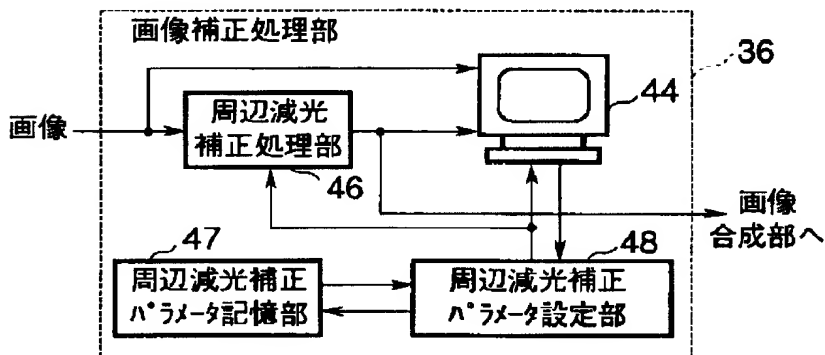 画像補正処理部
36
44
画像
周辺減光
補正処理部
46
画像
合成部へ
47
48
周辺減光補正
パラメータ記憶部
周辺減光補正
パラメータ設定部